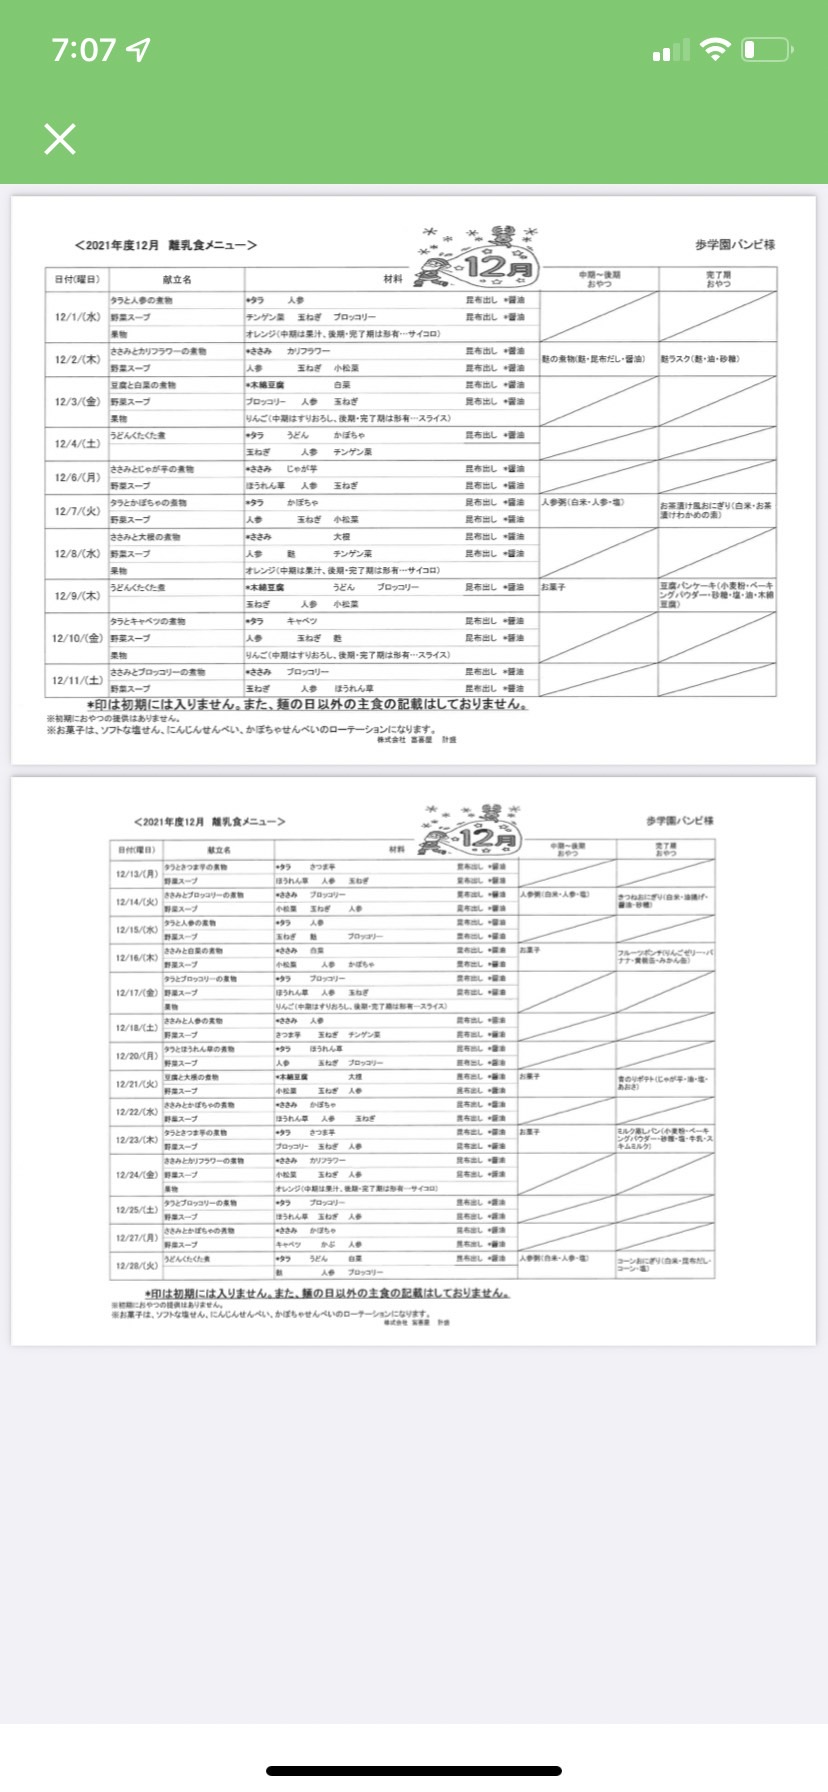 7:07
<2021年度12月 離乳食メニュー>
12月
歩学園バンビ様
日付(曜日) 献立名 材料 中期~後期おやつ 完了期おやつ
12/1/(水) タラと人参の煮物 *タラ 人参 昆布出し *醤油
野菜スープ チンゲン菜 玉ねぎ ブロッコリー 昆布出し *醤油
果物 オレンジ(中期は果汁、後期・完了期は形有…サイコロ)
12/2/(木) ささみとカリフラワーの煮物 *ささみ カリフラワー 昆布出し *醤油 麩の煮物(麩・昆布だし・醤油) 麩ラスク(麩・油・砂糖)
野菜スープ 人参 玉ねぎ 小松菜 昆布出し *醤油
12/3/(金) 豆腐と白菜の煮物 *木綿豆腐 白菜 昆布出し *醤油
野菜スープ ブロッコリー 人参 玉ねぎ 昆布出し *醤油
果物 りんご(中期はすりおろし、後期・完了期は形有…スライス)
12/4/(土) うどんくたくた煮 *タラ うどん かぼちゃ 昆布出し *醤油
玉ねぎ 人参 チンゲン菜
12/6/(月) ささみとじゃが芋の煮物 *ささみ じゃが芋 昆布出し *醤油
野菜スープ ほうれん草 人参 玉ねぎ 昆布出し *醤油
12/7/(火) タラとかぼちゃの煮物 *タラ かぼちゃ 昆布出し *醤油 人参粥(白米・人参・塩) お茶漬け風おにぎり(白米・お茶漬けわかめの素)
野菜スープ 人参 玉ねぎ 小松菜 昆布出し *醤油
12/8/(水) ささみと大根の煮物 *ささみ 大根 昆布出し *醤油
野菜スープ 人参 麩 チンゲン菜 昆布出し *醤油
果物 オレンジ(中期は果汁、後期・完了期は形有…サイコロ)
12/9/(木) うどんくたくた煮 *木綿豆腐 うどん ブロッコリー 昆布出し *醤油 お菓子 豆腐パンケーキ(小麦粉・ベーキングパウダー・砂糖・塩・油・木綿豆腐)
玉ねぎ 人参 小松菜
12/10/(金) タラとキャベツの煮物 *タラ キャベツ 昆布出し *醤油
野菜スープ 人参 玉ねぎ 麩 昆布出し *醤油
果物 りんご(中期はすりおろし、後期・完了期は形有…スライス)
12/11/(土) ささみとブロッコリーの煮物 *ささみ ブロッコリー 昆布出し *醤油
野菜スープ 玉ねぎ 人参 ほうれん草 昆布出し *醤油
*印は初期には入りません。また、麺の日以外の主食の記載はしておりません。
※初期におやつの提供はありません。
※お菓子は、ソフトな塩せん、にんじんせんべい、かぼちゃせんべいのローテーションになります。
株式会社 富喜屋
<2021年度12月 離乳食メニュー>
12月
歩学園バンビ様
日付(曜日) 献立名 材料 中期~後期おやつ 完了期おやつ
12/13/(月) タラとさつま芋の煮物 *タラ さつま芋 昆布出し *醤油
野菜スープ ほうれん草 人参 玉ねぎ 昆布出し *醤油
12/14/(火) ささみとブロッコリーの煮物 *ささみ ブロッコリー 昆布出し *醤油 人参粥(白米・人参・塩) きつねおにぎり(白米・油揚げ・醤油・砂糖)
野菜スープ 小松菜 玉ねぎ 人参 昆布出し *醤油
12/15/(水) タラと人参の煮物 *タラ 人参 昆布出し *醤油
野菜スープ 玉ねぎ 麩 ブロッコリー 昆布出し *醤油
12/16/(木) ささみと白菜の煮物 *ささみ 白菜 昆布出し *醤油 お菓子 フルーツポンチ(りんごゼリー・バナナ・黄桃缶・みかん缶)
野菜スープ 小松菜 人参 かぼちゃ 昆布出し *醤油
12/17/(金) タラとブロッコリーの煮物 *タラ ブロッコリー 昆布出し *醤油
野菜スープ ほうれん草 人参 玉ねぎ 昆布出し *醤油
果物 りんご(中期はすりおろし、後期・完了期は形有…スライス)
12/18/(土) ささみと人参の煮物 *ささみ 人参 昆布出し *醤油
野菜スープ さつま芋 玉ねぎ チンゲン菜 昆布出し *醤油
12/20/(月) タラとほうれん草の煮物 *タラ ほうれん草 昆布出し *醤油
野菜スープ 人参 玉ねぎ ブロッコリー 昆布出し *醤油
12/21/(火) 豆腐と大根の煮物 *木綿豆腐 大根 昆布出し *醤油 お菓子 青のりポテト(じゃが芋・油・塩・あおさ)
野菜スープ 小松菜 玉ねぎ 人参 昆布出し *醤油
12/22/(水) ささみとかぼちゃの煮物 *ささみ かぼちゃ 昆布出し *醤油
野菜スープ ほうれん草 人参 玉ねぎ 昆布出し *醤油
12/23/(木) タラとさつま芋の煮物 *タラ さつま芋 昆布出し *醤油 お菓子 ミルク蒸しパン(小麦粉・ベーキングパウダー・砂糖・塩・牛乳・スキムミルク)
野菜スープ ブロッコリー 玉ねぎ 人参 昆布出し *醤油
12/24/(金) ささみとカリフラワーの煮物 *ささみ カリフラワー 昆布出し *醤油
野菜スープ 小松菜 玉ねぎ 人参 昆布出し *醤油
果物 オレンジ(中期は果汁、後期・完了期は形有…サイコロ)
12/25/(土) タラとブロッコリーの煮物 *タラ ブロッコリー 昆布出し *醤油
野菜スープ ほうれん草 玉ねぎ 人参 昆布出し *醤油
12/27/(月) ささみとかぼちゃの煮物 *ささみ かぼちゃ 昆布出し *醤油
野菜スープ キャベツ かぶ 人参 昆布出し *醤油
12/28/(火) うどんくたくた煮 *タラ うどん 白菜 昆布出し *醤油 人参粥(白米・人参・塩) コーンおにぎり(白米・昆布だし・コーン・塩)
麩 人参 ブロッコリー
*印は初期には入りません。また、麺の日以外の主食の記載はしておりません。
※初期におやつの提供はありません。
※お菓子は、ソフトな塩せん、にんじんせんべい、かぼちゃせんべいのローテーションになります。
株式会社 富喜屋